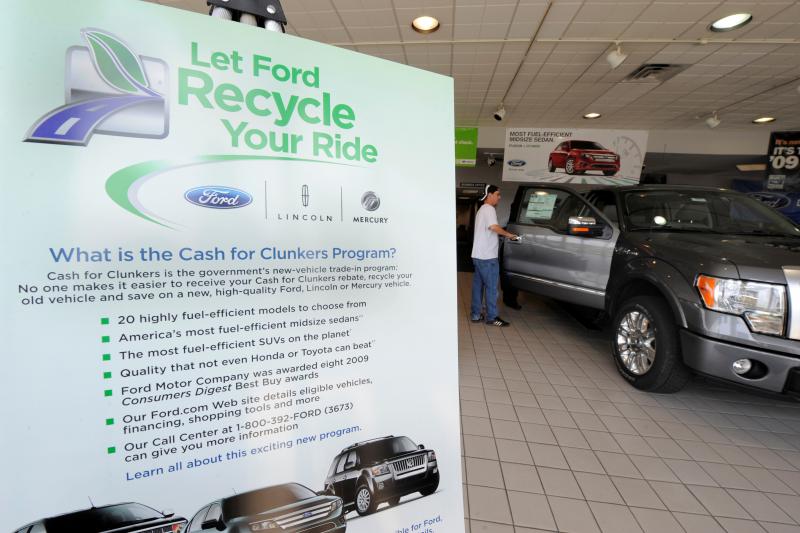 Let Ford
Recycle
Your Ride
Ford
LINCOLN
MERCURY
What is the Cash for Clunkers Program?
Cash for Clunkers is the government's new-vehicle trade-in program;
No one makes it easier to receive your Cash for Clunkers rebate, recycle your
old vehicle and save on a new, high-quality Ford, Lincoln or Mercury vehicle.
20 highly fuel-efficient models to choose from
America's most fuel-efficient midsize sedans**
The most fuel-efficient SUVs on the planet
Quality that not even Honda or Toyota can beat
Ford Motor Company was awarded eight 2009
Consumers Digest Best Buy awards
Our Ford.com Web site details eligible vehicles,
financing, shopping tools and more
Our Call Center at 1-800-392-FORD (3673)
can give you more information
Learn all about this exciting new program.
for Ford,
MOST FUEL-EFFICIENT
MIDSIZE SEDAN.
Ford
IT'S
'09